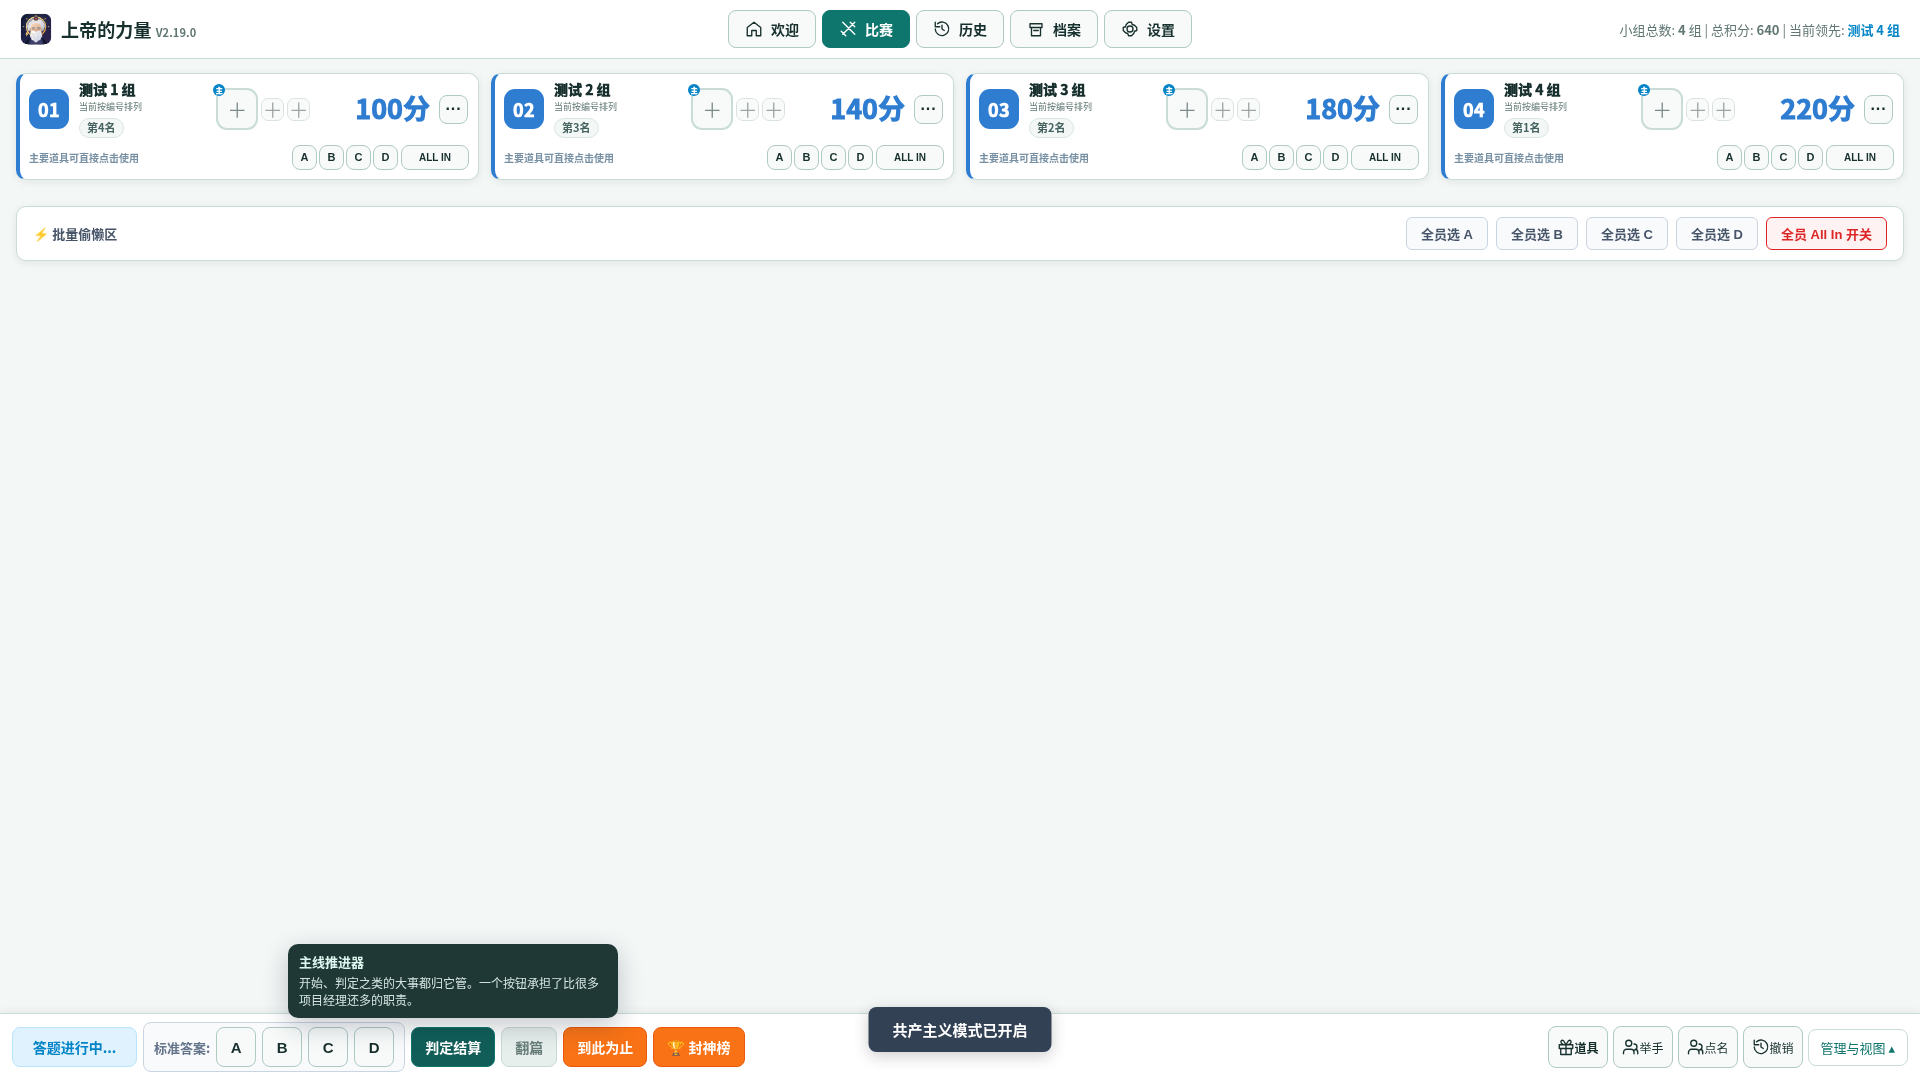 上帝的力量 V2.19.0
欢迎
比赛
历史
档案
设置
小组总数: 4 组 | 总积分: 640 | 当前领先: 测试 4 组
01
测试 1 组
当前按编号排列
第4名
主
100分
...
主要道具可直接点击使用
A B C D ALL IN
02
测试 2 组
当前按编号排列
第3名
主
140分
...
主要道具可直接点击使用
A B C D ALL IN
03
测试 3 组
当前按编号排列
第2名
主
180分
...
主要道具可直接点击使用
A B C D ALL IN
04
测试 4 组
当前按编号排列
第1名
主
220分
...
主要道具可直接点击使用
A B C D ALL IN
⚡ 批量偷懒区
全员选 A
全员选 B
全员选 C
全员选 D
全员 All In 开关
主线推进器
开始、判定之类的大事都归它管。一个按钮承担了比很多
项目经理还多的职责。
共产主义模式已开启
答题进行中...
标准答案: A B C D
判定结算
翻篇
到此为止
🏆 封神榜
道具
举手
点名
撤销
管理与视图 ▴